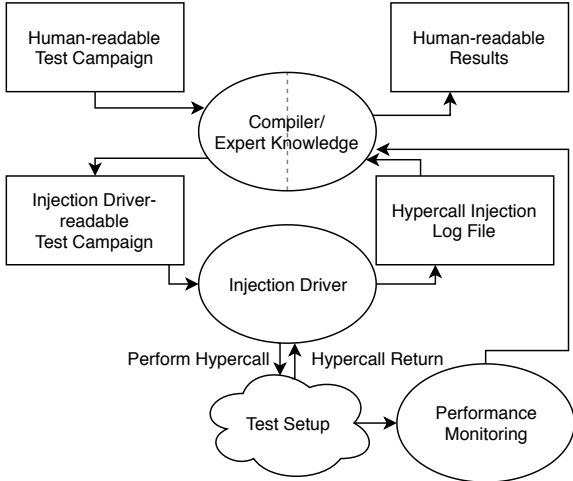 Human-readable
Test Campaign
Human-readable
Results
Compiler/
Expert Knowledge
Injection Driver-
readable
Test Campaign
Hypercall Injection
Log File
Injection Driver
Perform Hypercall
Hypercall Return
Test Setup
Performance
Monitoring